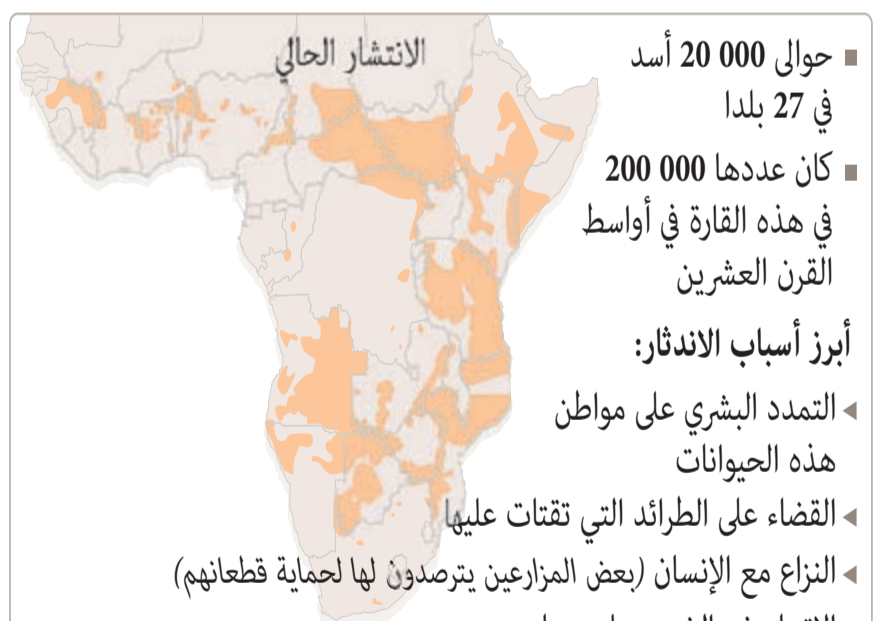 الانتشار الحالي
حوالى 000 20 أسد
في 27 بلدا
كان عددها 000 200
في هذه القارة في أواسط
القرن العشرين
أبرز أسباب الاندثار:
التمدد البشري على مواطن
هذه الحيوانات
القضاء على الطرائد التي تقتات عليها
النزاع مع الإنسان (بعض المزارعين يترصدون لها لحماية قطعانهم)